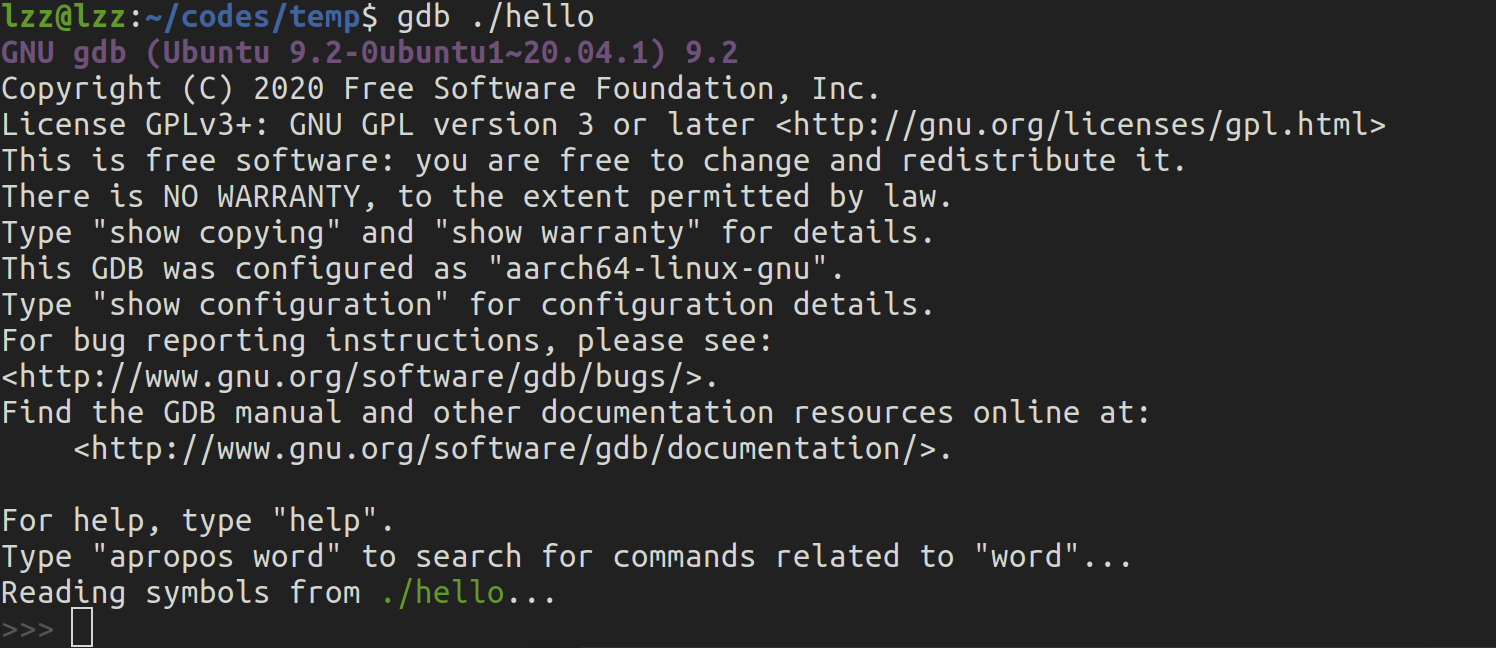 lzz@lzz:~/codes/temp$ gdb ./hello
GNU gdb (Ubuntu 9.2-0ubuntu1~20.04.1) 9.2
Copyright (C) 2020 Free Software Foundation, Inc.
License GPLv3+: GNU GPL version 3 or later <http://gnu.org/licenses/gpl.html>
This is free software: you are free to change and redistribute it.
There is NO WARRANTY, to the extent permitted by law.
Type "show copying" and "show warranty" for details.
This GDB was configured as "aarch64-linux-gnu".
Type "show configuration" for configuration details.
For bug reporting instructions, please see:
<http://www.gnu.org/software/gdb/bugs/>.
Find the GDB manual and other documentation resources online at:
    <http://www.gnu.org/software/gdb/documentation/>.

For help, type "help".
Type "apropos word" to search for commands related to "word"...
Reading symbols from ./hello...
>>>